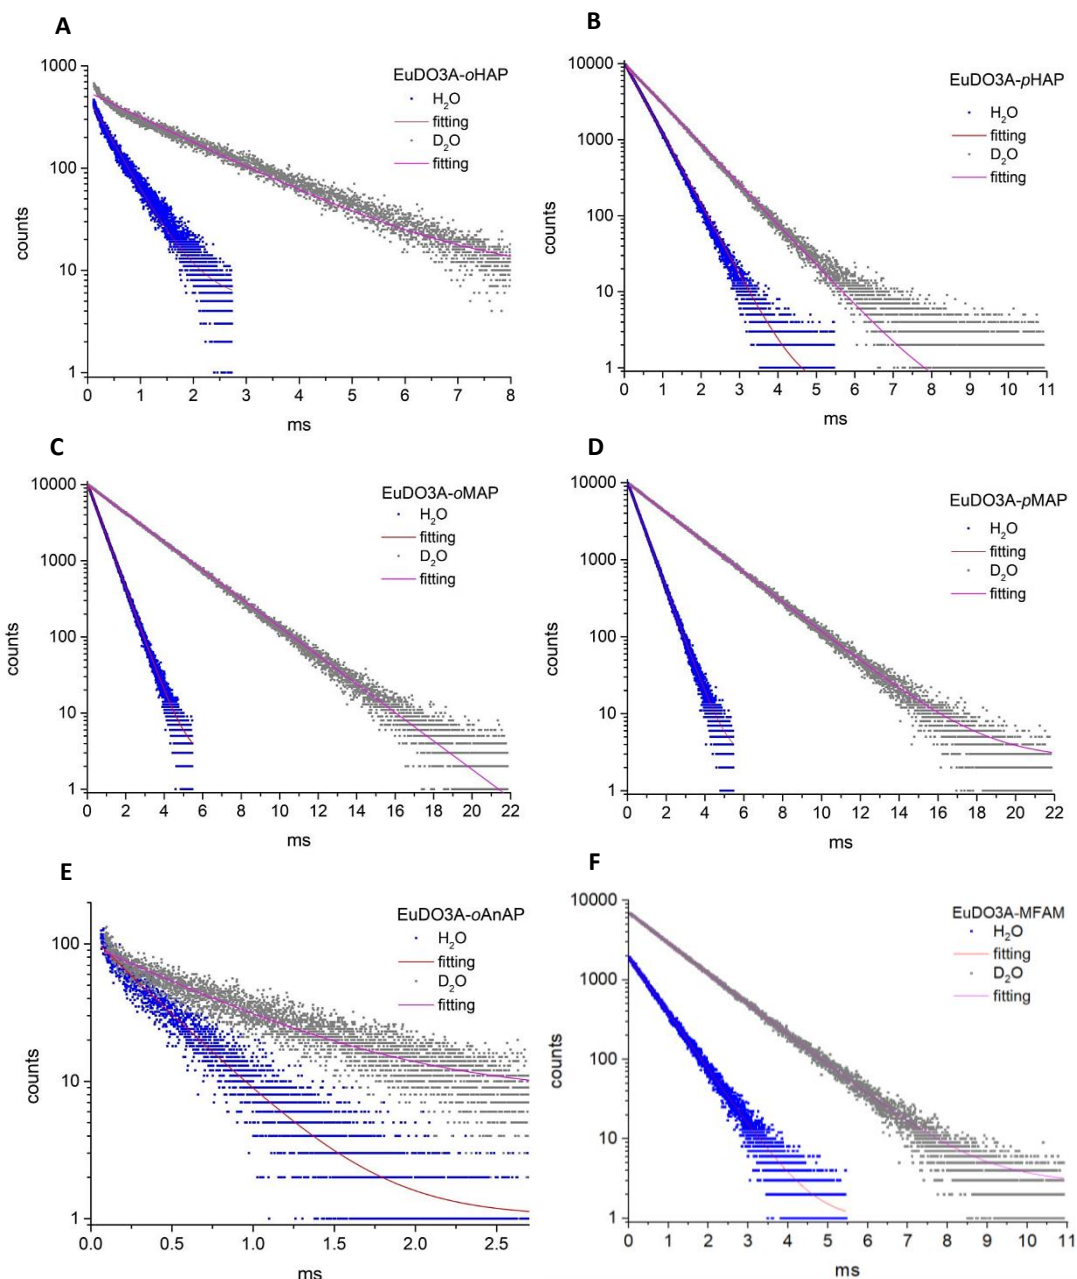 A
EuDO3A-oHAP
H₂O
fitting
D₂O
fitting
counts
1000
100
10
1
0 1 2 3 4 5 6 7 8
ms
B
EuDO3A-pHAP
H₂O
fitting
D₂O
fitting
counts
10000
1000
100
10
1
0 1 2 3 4 5 6 7 8 9 10 11
ms
C
EuDO3A-oMAP
H₂O
fitting
D₂O
fitting
counts
10000
1000
100
10
1
0 2 4 6 8 10 12 14 16 18 20 22
ms
D
EuDO3A-pMAP
H₂O
fitting
D₂O
fitting
counts
10000
1000
100
10
1
0 2 4 6 8 10 12 14 16 18 20 22
ms
E
EuDO3A-oAnAP
H₂O
fitting
D₂O
fitting
counts
100
10
1
0.0 0.5 1.0 1.5 2.0 2.5
ms
F
EuDO3A-MFAM
H₂O
fitting
D₂O
fitting
counts
10000
1000
100
10
1
0 1 2 3 4 5 6 7 8 9 10 11
ms